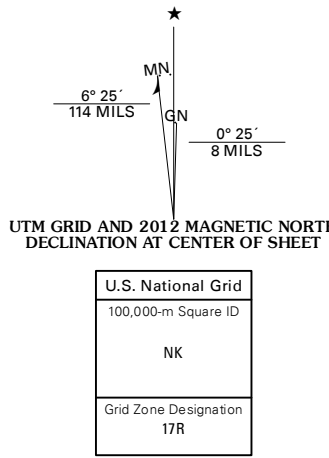 ★
MN.
6° 25´
114 MILS
GN
0° 25´
8 MILS
UTM GRID AND 2012 MAGNETIC NORTH
DECLINATION AT CENTER OF SHEET
U.S. National Grid
100,000-m Square ID
NK
Grid Zone Designation
17R